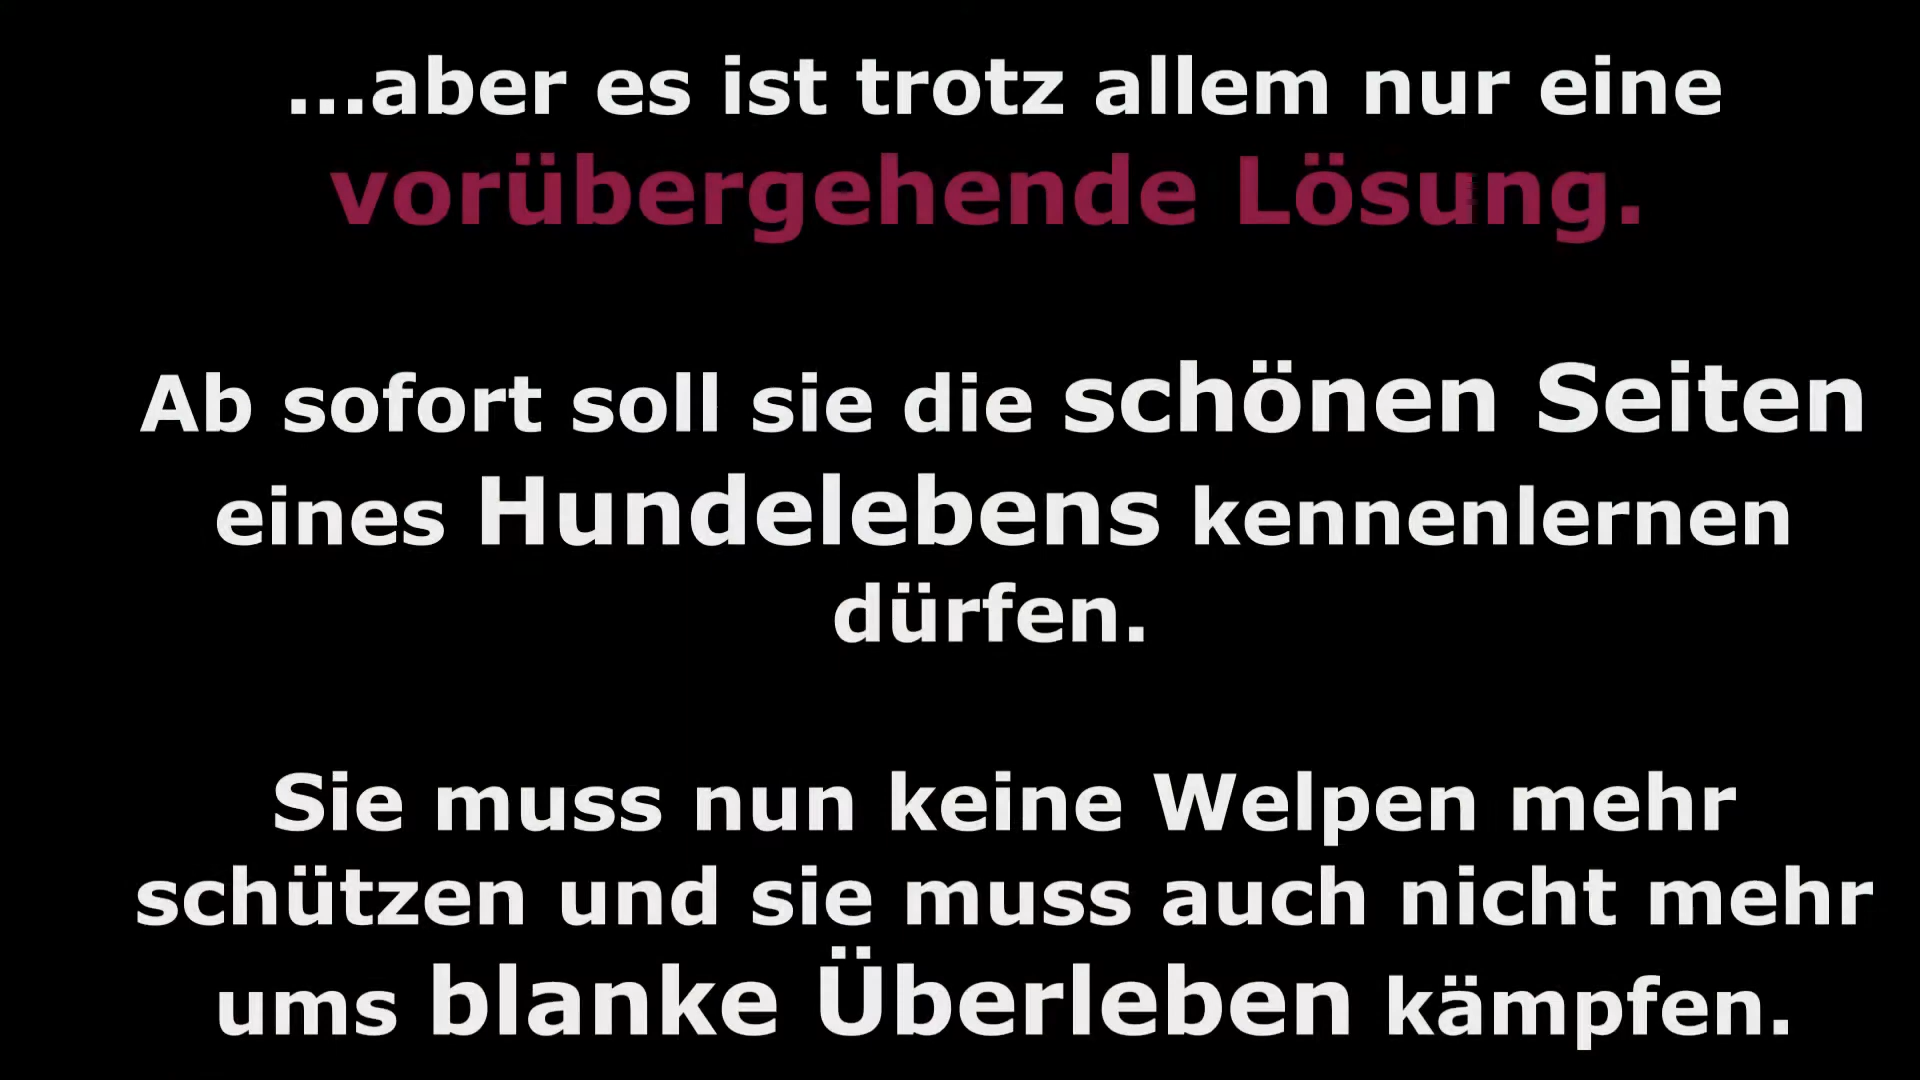 ...aber es ist trotz allem nur eine
vorübergehende Lösung.
Ab sofort soll sie die schönen Seiten
eines Hundelebens kennenlernen
dürfen.
Sie muss nun keine Welpen mehr
schützen und sie muss auch nicht mehr
ums blanke Überleben kämpfen.